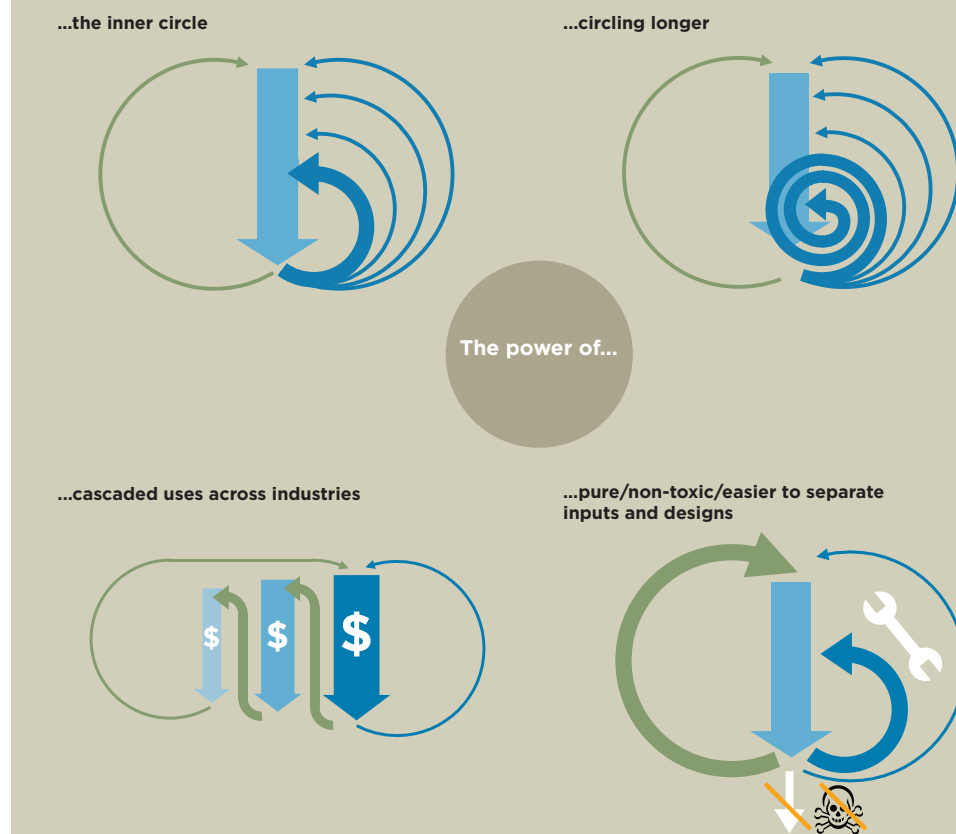 ...the inner circle
...circling longer
The power of...
...cascaded uses across industries
...pure/non-toxic/easier to separate
inputs and designs
$
$
$